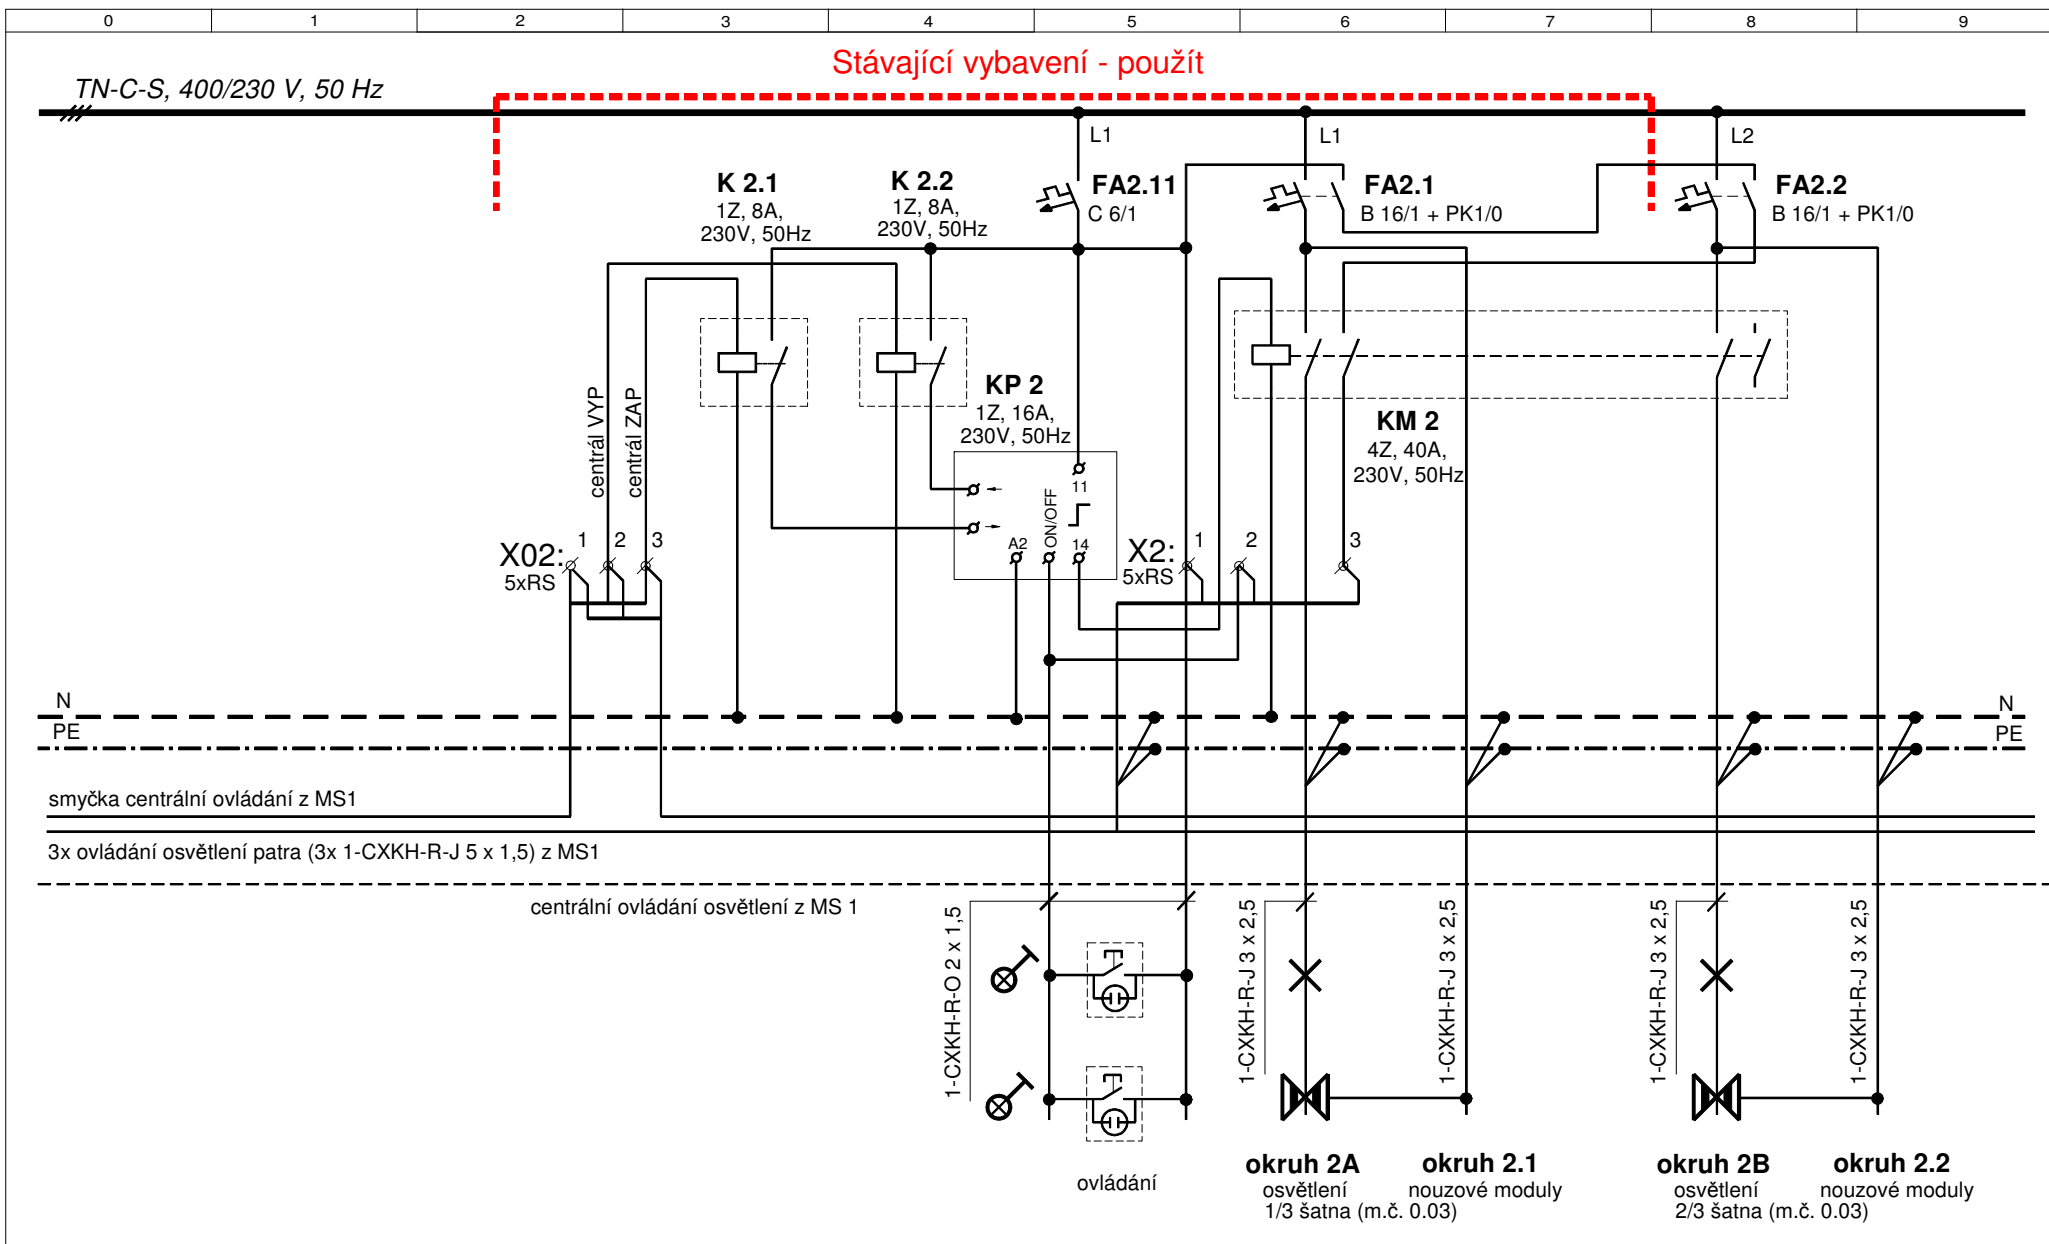 0 1 2 3 4 5 6 7 8 9
Stávající vybavení - použít
TN-C-S, 400/230 V, 50 Hz
L1
L1
L2
K 2.1
1Z, 8A,
230V, 50Hz
K 2.2
1Z, 8A,
230V, 50Hz
FA2.11
C 6/1
FA2.1
B 16/1 + PK1/0
FA2.2
B 16/1 + PK1/0
centrál VYP
centrál ZAP
KP 2
1Z, 16A,
230V, 50Hz
11
ON/OFF
A2
14
KM 2
4Z, 40A,
230V, 50Hz
X02:
5xRS
1 2 3
X2:
5xRS
1 2 3
N
N
PE
PE
smyčka centrální ovládání z MS1
3x ovládání osvětlení patra (3x 1-CXKH-R-J 5 x 1,5) z MS1
centrální ovládání osvětlení z MS 1
1-CXKH-R-O 2 x 1,5
1-CXKH-R-J 3 x 2,5
1-CXKH-R-J 3 x 2,5
1-CXKH-R-J 3 x 2,5
1-CXKH-R-J 3 x 2,5
ovládání
okruh 2A
osvětlení
1/3 šatna (m.č. 0.03)
okruh 2.1
nouzové moduly
okruh 2B
osvětlení
2/3 šatna (m.č. 0.03)
okruh 2.2
nouzové moduly